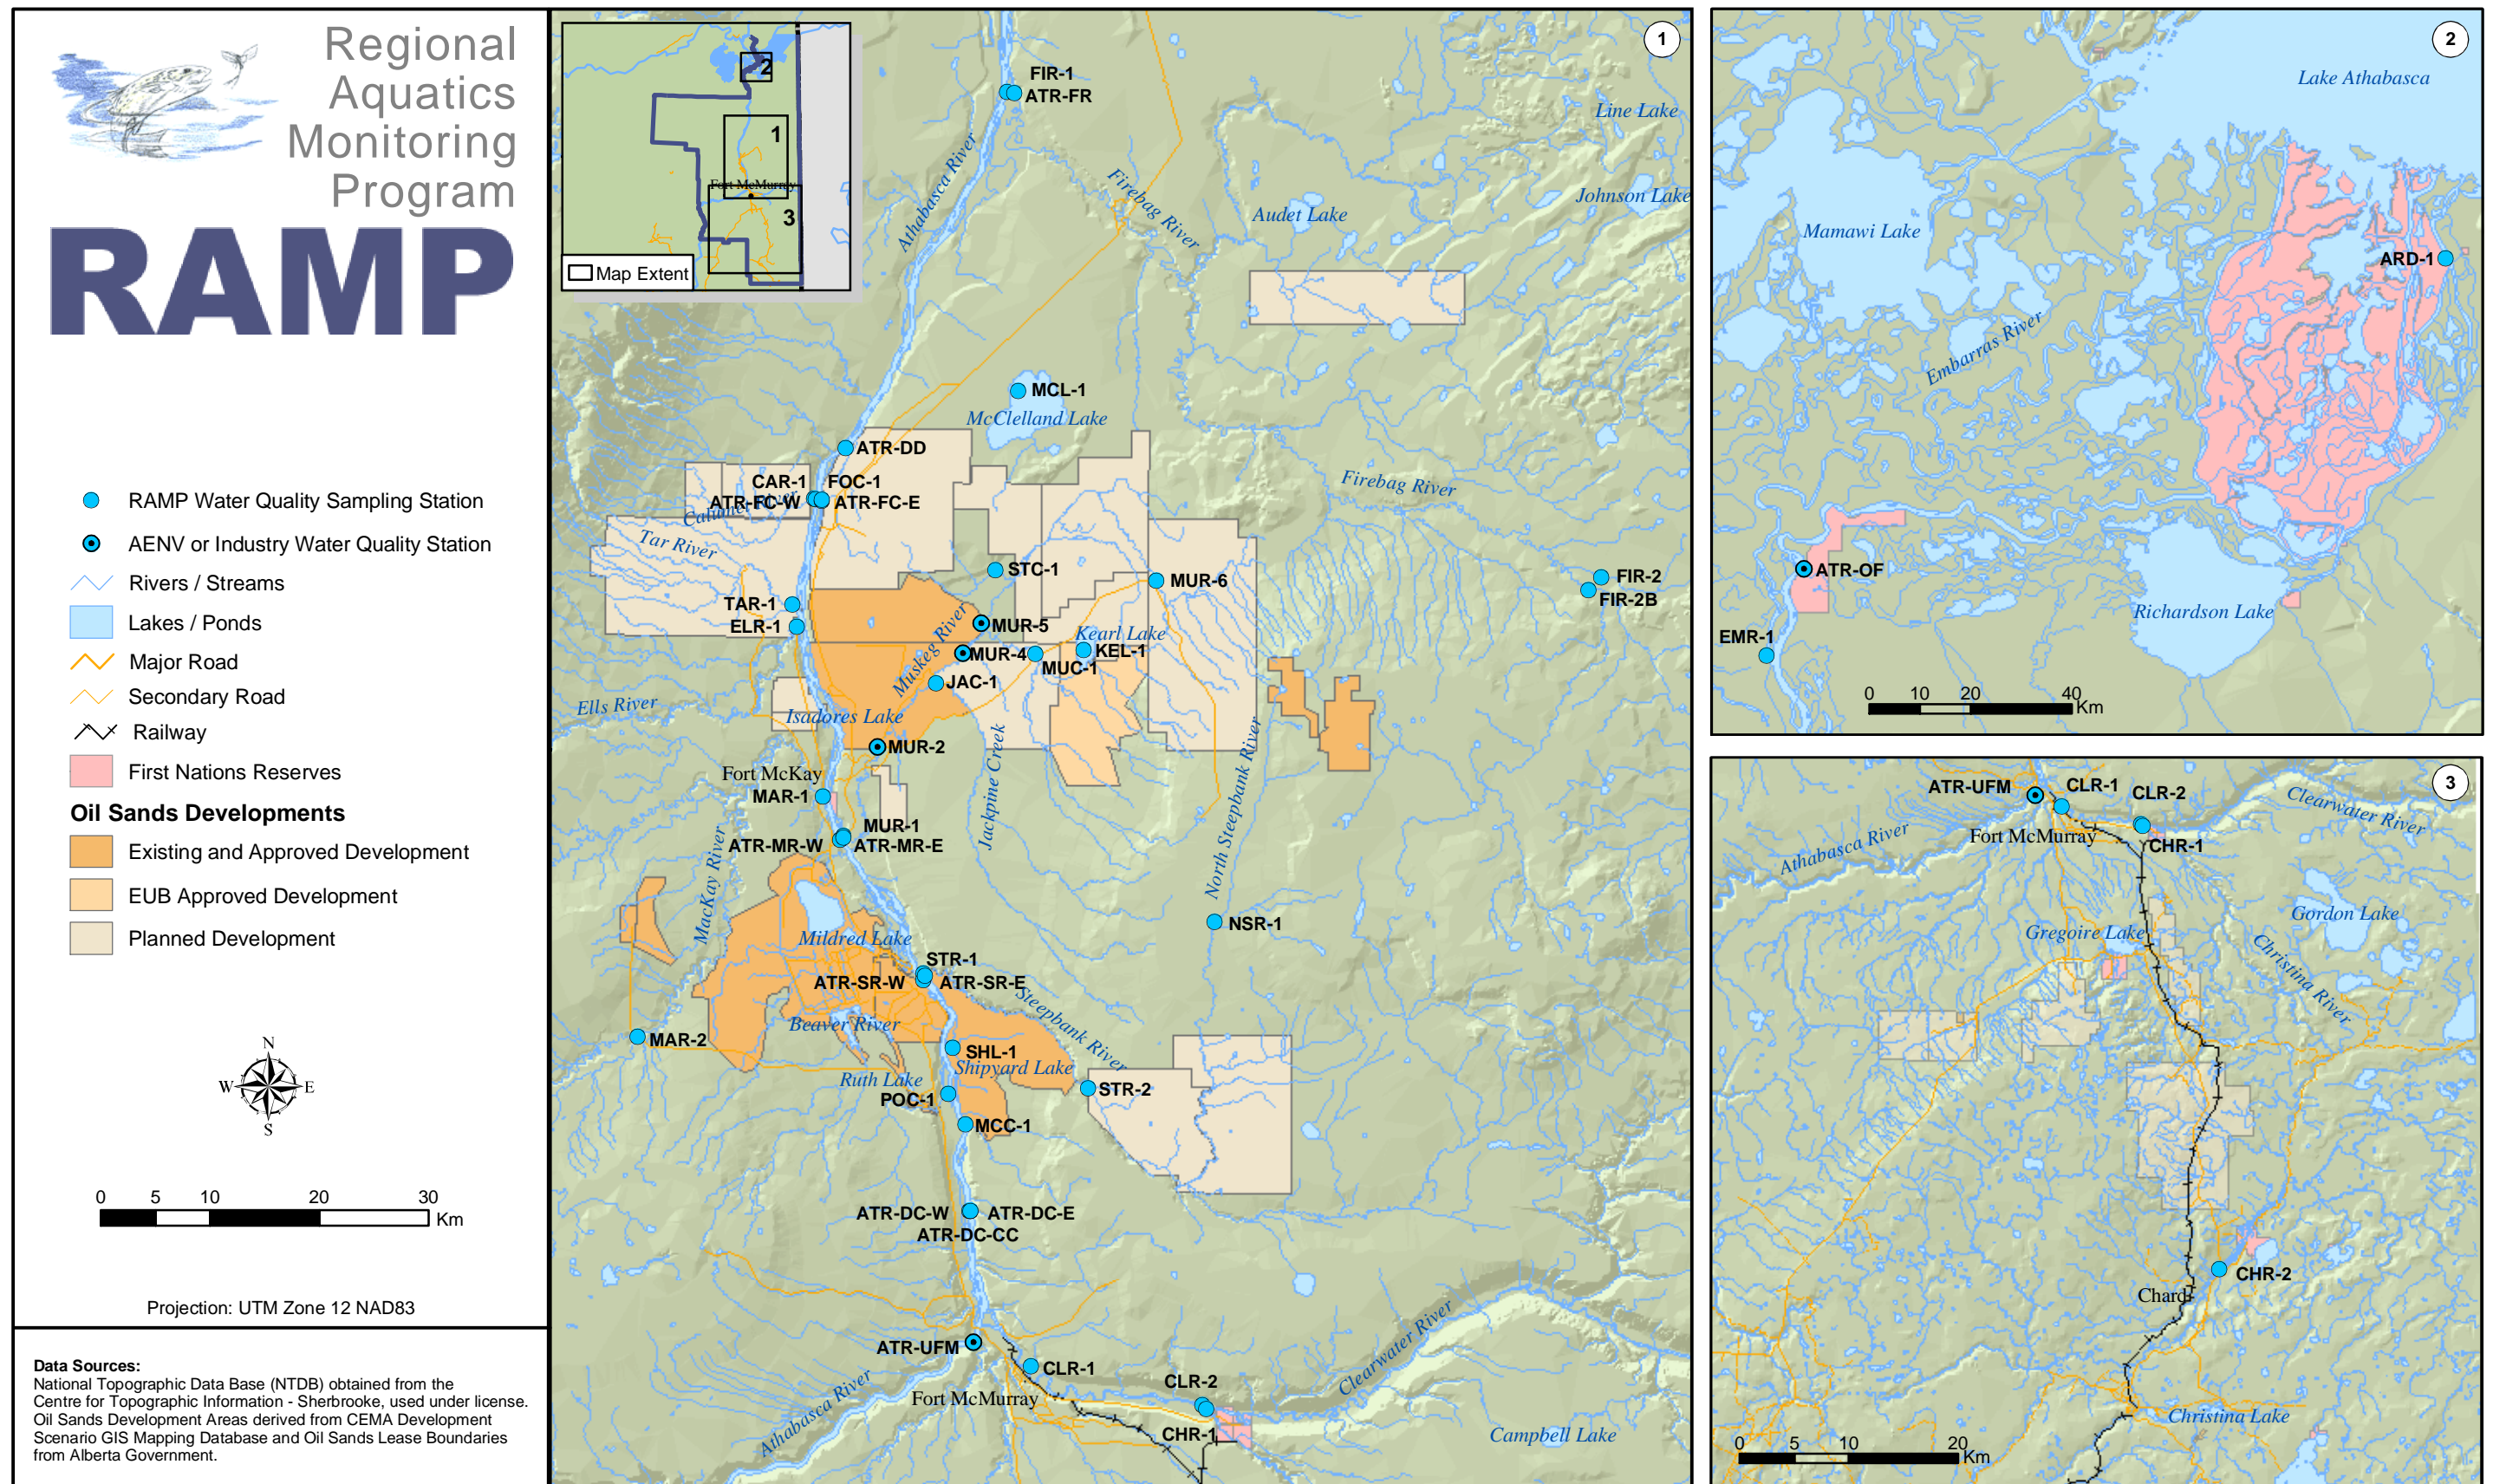 Regional
Aquatics
Monitoring
Program
RAMP
RAMP Water Quality Sampling Station
AENV or Industry Water Quality Station
Rivers / Streams
Lakes / Ponds
Major Road
Secondary Road
Railway
First Nations Reserves
Oil Sands Developments
Existing and Approved Development
EUB Approved Development
Planned Development
N
W E
S
0 5 10 20 30
Km
Projection: UTM Zone 12 NAD83
Data Sources:
National Topographic Data Base (NTDB) obtained from the
Centre for Topographic Information - Sherbrooke, used under license.
Oil Sands Development Areas derived from CEMA Development
Scenario GIS Mapping Database and Oil Sands Lease Boundaries
from Alberta Government.
2
1
Fort McMurray
3
Map Extent
1
FIR-1
ATR-FR
Line Lake
Athabasca River
Firebag River
Audet Lake
Johnson Lake
MCL-1
McClelland Lake
ATR-DD
CAR-1 FOC-1
ATR-FC-W ATR-FC-E
Calumet River
Firebag River
Tar River
STC-1
MUR-6
FIR-2
FIR-2B
TAR-1
ELR-1
MUR-5
Muskeg River
Kearl Lake
MUR-4
KEL-1
MUC-1
JAC-1
Ells River
Isadores Lake
MUR-2
Jackpine Creek
North Steepbank River
Fort McKay
MAR-1
MUR-1
ATR-MR-W ATR-MR-E
MacKay River
NSR-1
Mildred Lake
STR-1
ATR-SR-W ATR-SR-E
Steepbank River
Beaver River
MAR-2
SHL-1
Shipyard Lake
Ruth Lake
POC-1
STR-2
MCC-1
ATR-DC-W ATR-DC-E
ATR-DC-CC
ATR-UFM
CLR-1
Clearwater River
CLR-2
Fort McMurray
Athabasca River
CHR-1
Campbell Lake
2
Lake Athabasca
Mamawi Lake
ARD-1
Embarras River
ATR-OF
Richardson Lake
EMR-1
0 10 20 40
Km
3
ATR-UFM
CLR-1
CLR-2
Clearwater River
Athabasca River
Fort McMurray
CHR-1
Gordon Lake
Gregoire Lake
Christina River
CHR-2
Chard
Christina Lake
0 5 10 20
Km